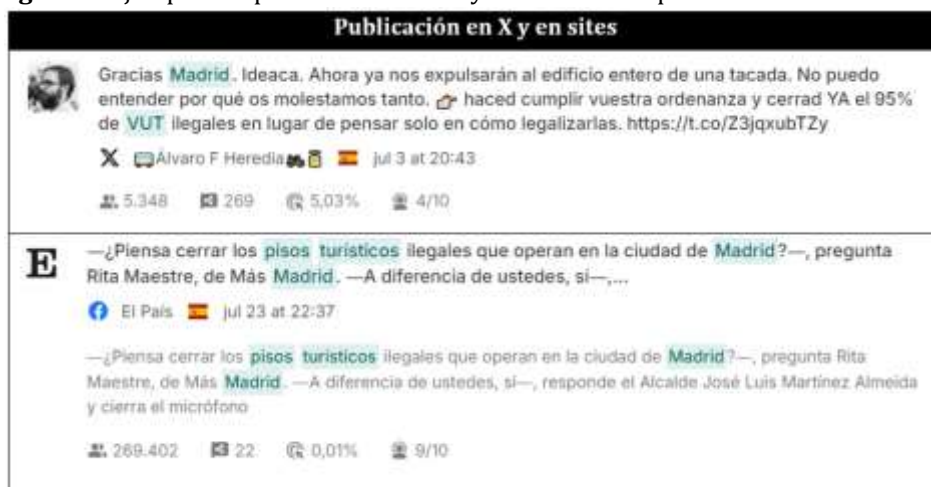 Publicación en X y en sites
Gracias Madrid. Ideaca. Ahora ya nos expulsarán al edificio entero de una tacada. No puedo
entender por qué os molestamos tanto. 👉 haced cumplir vuestra ordenanza y cerrad YA el 95%
de VUT ilegales en lugar de pensar solo en cómo legalizarlas. https://t.co/Z3jqxubTZy
Álvaro F Heredia jul 3 at 20:43
5.348 269 5,03% 4/10
E
—¿Piensa cerrar los pisos turísticos ilegales que operan en la ciudad de Madrid?—, pregunta
Rita Maestre, de Más Madrid. —A diferencia de ustedes, sí—,...
El País jul 23 at 22:37
—¿Piensa cerrar los pisos turísticos ilegales que operan en la ciudad de Madrid?—, pregunta Rita
Maestre, de Más Madrid. —A diferencia de ustedes, sí—, responde el Alcalde José Luis Martínez Almeida
y cierra el micrófono
269.402 22 0,01% 9/10